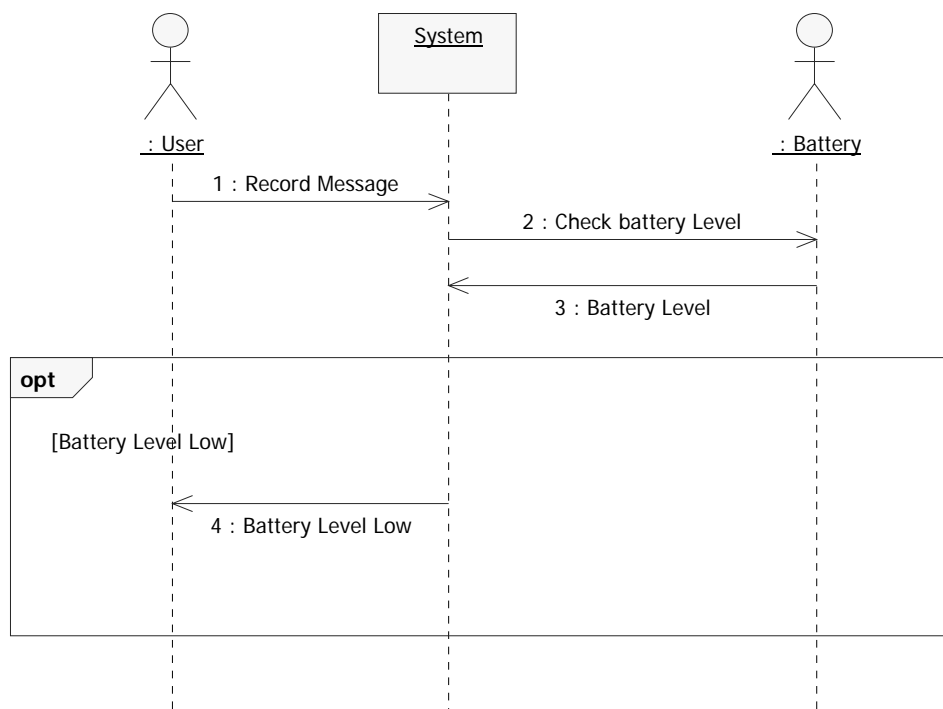 System
: User
: Battery
1 : Record Message
2 : Check battery Level
3 : Battery Level
opt
[Battery Level Low]
4 : Battery Level Low